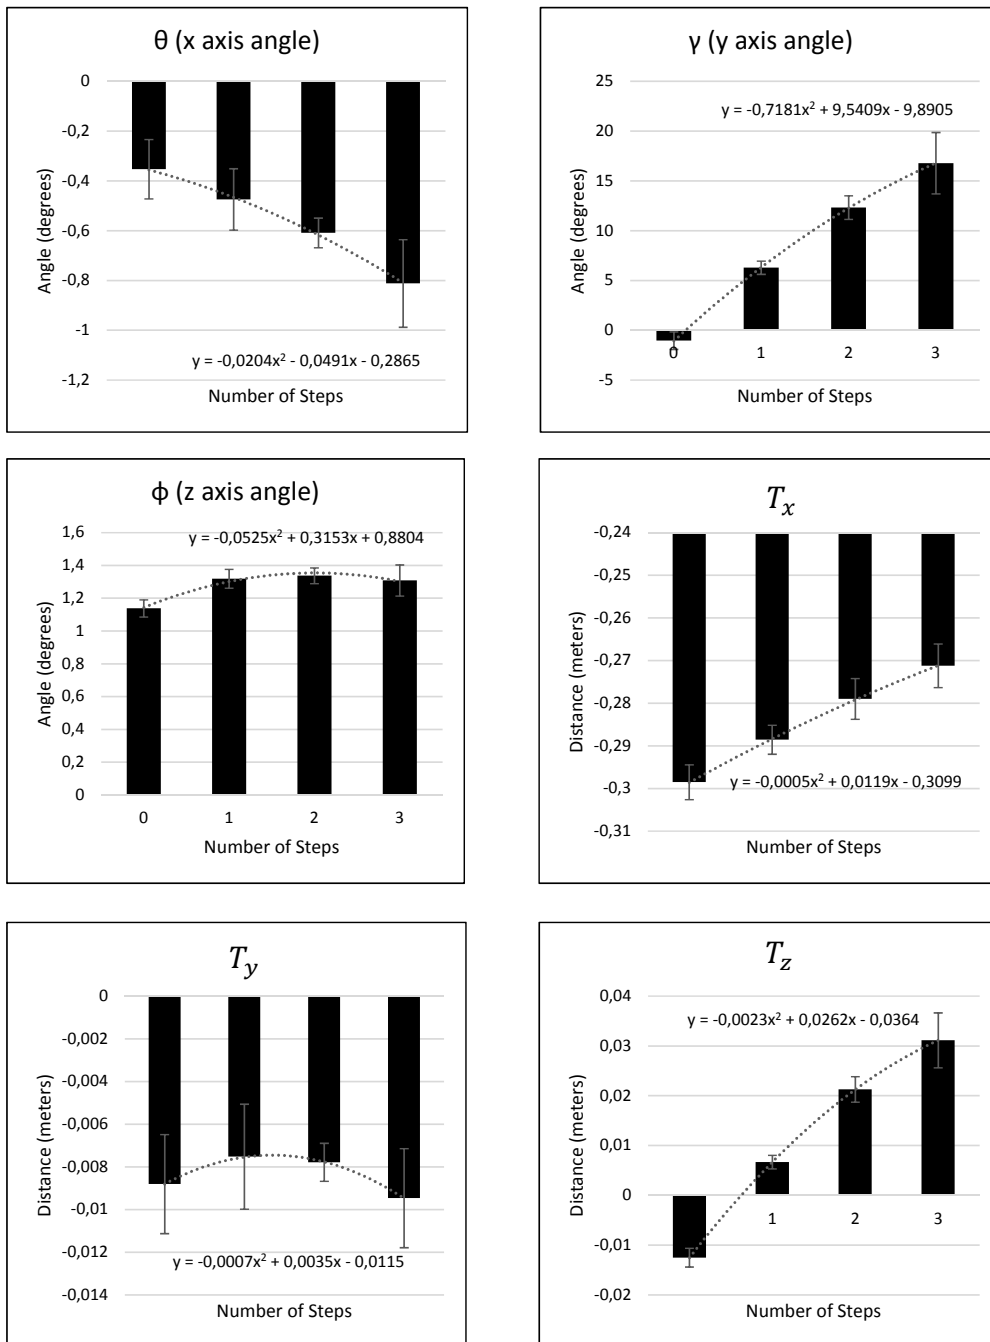 θ (x axis angle)
0
-0,2
-0,4
-0,6
-0,8
-1
-1,2
Angle (degrees)
y = -0,0204x² - 0,0491x - 0,2865
Number of Steps
γ (y axis angle)
25
20
15
10
5
0
-5
Angle (degrees)
y = -0,7181x² + 9,5409x - 9,8905
0 1 2 3
Number of Steps
ϕ (z axis angle)
1,6
1,4
1,2
1
0,8
0,6
0,4
0,2
0
Angle (degrees)
y = -0,0525x² + 0,3153x + 0,8804
0 1 2 3
Number of Steps
Tx
-0,24
-0,25
-0,26
-0,27
-0,28
-0,29
-0,3
-0,31
Distance (meters)
y = -0,0005x² + 0,0119x - 0,3099
Number of Steps
Ty
0
-0,002
-0,004
-0,006
-0,008
-0,01
-0,012
-0,014
Distance (meters)
y = -0,0007x² + 0,0035x - 0,0115
Number of Steps
Tz
0,04
0,03
0,02
0,01
0
-0,01
-0,02
Distance (meters)
y = -0,0023x² + 0,0262x - 0,0364
1 2 3
Number of Steps